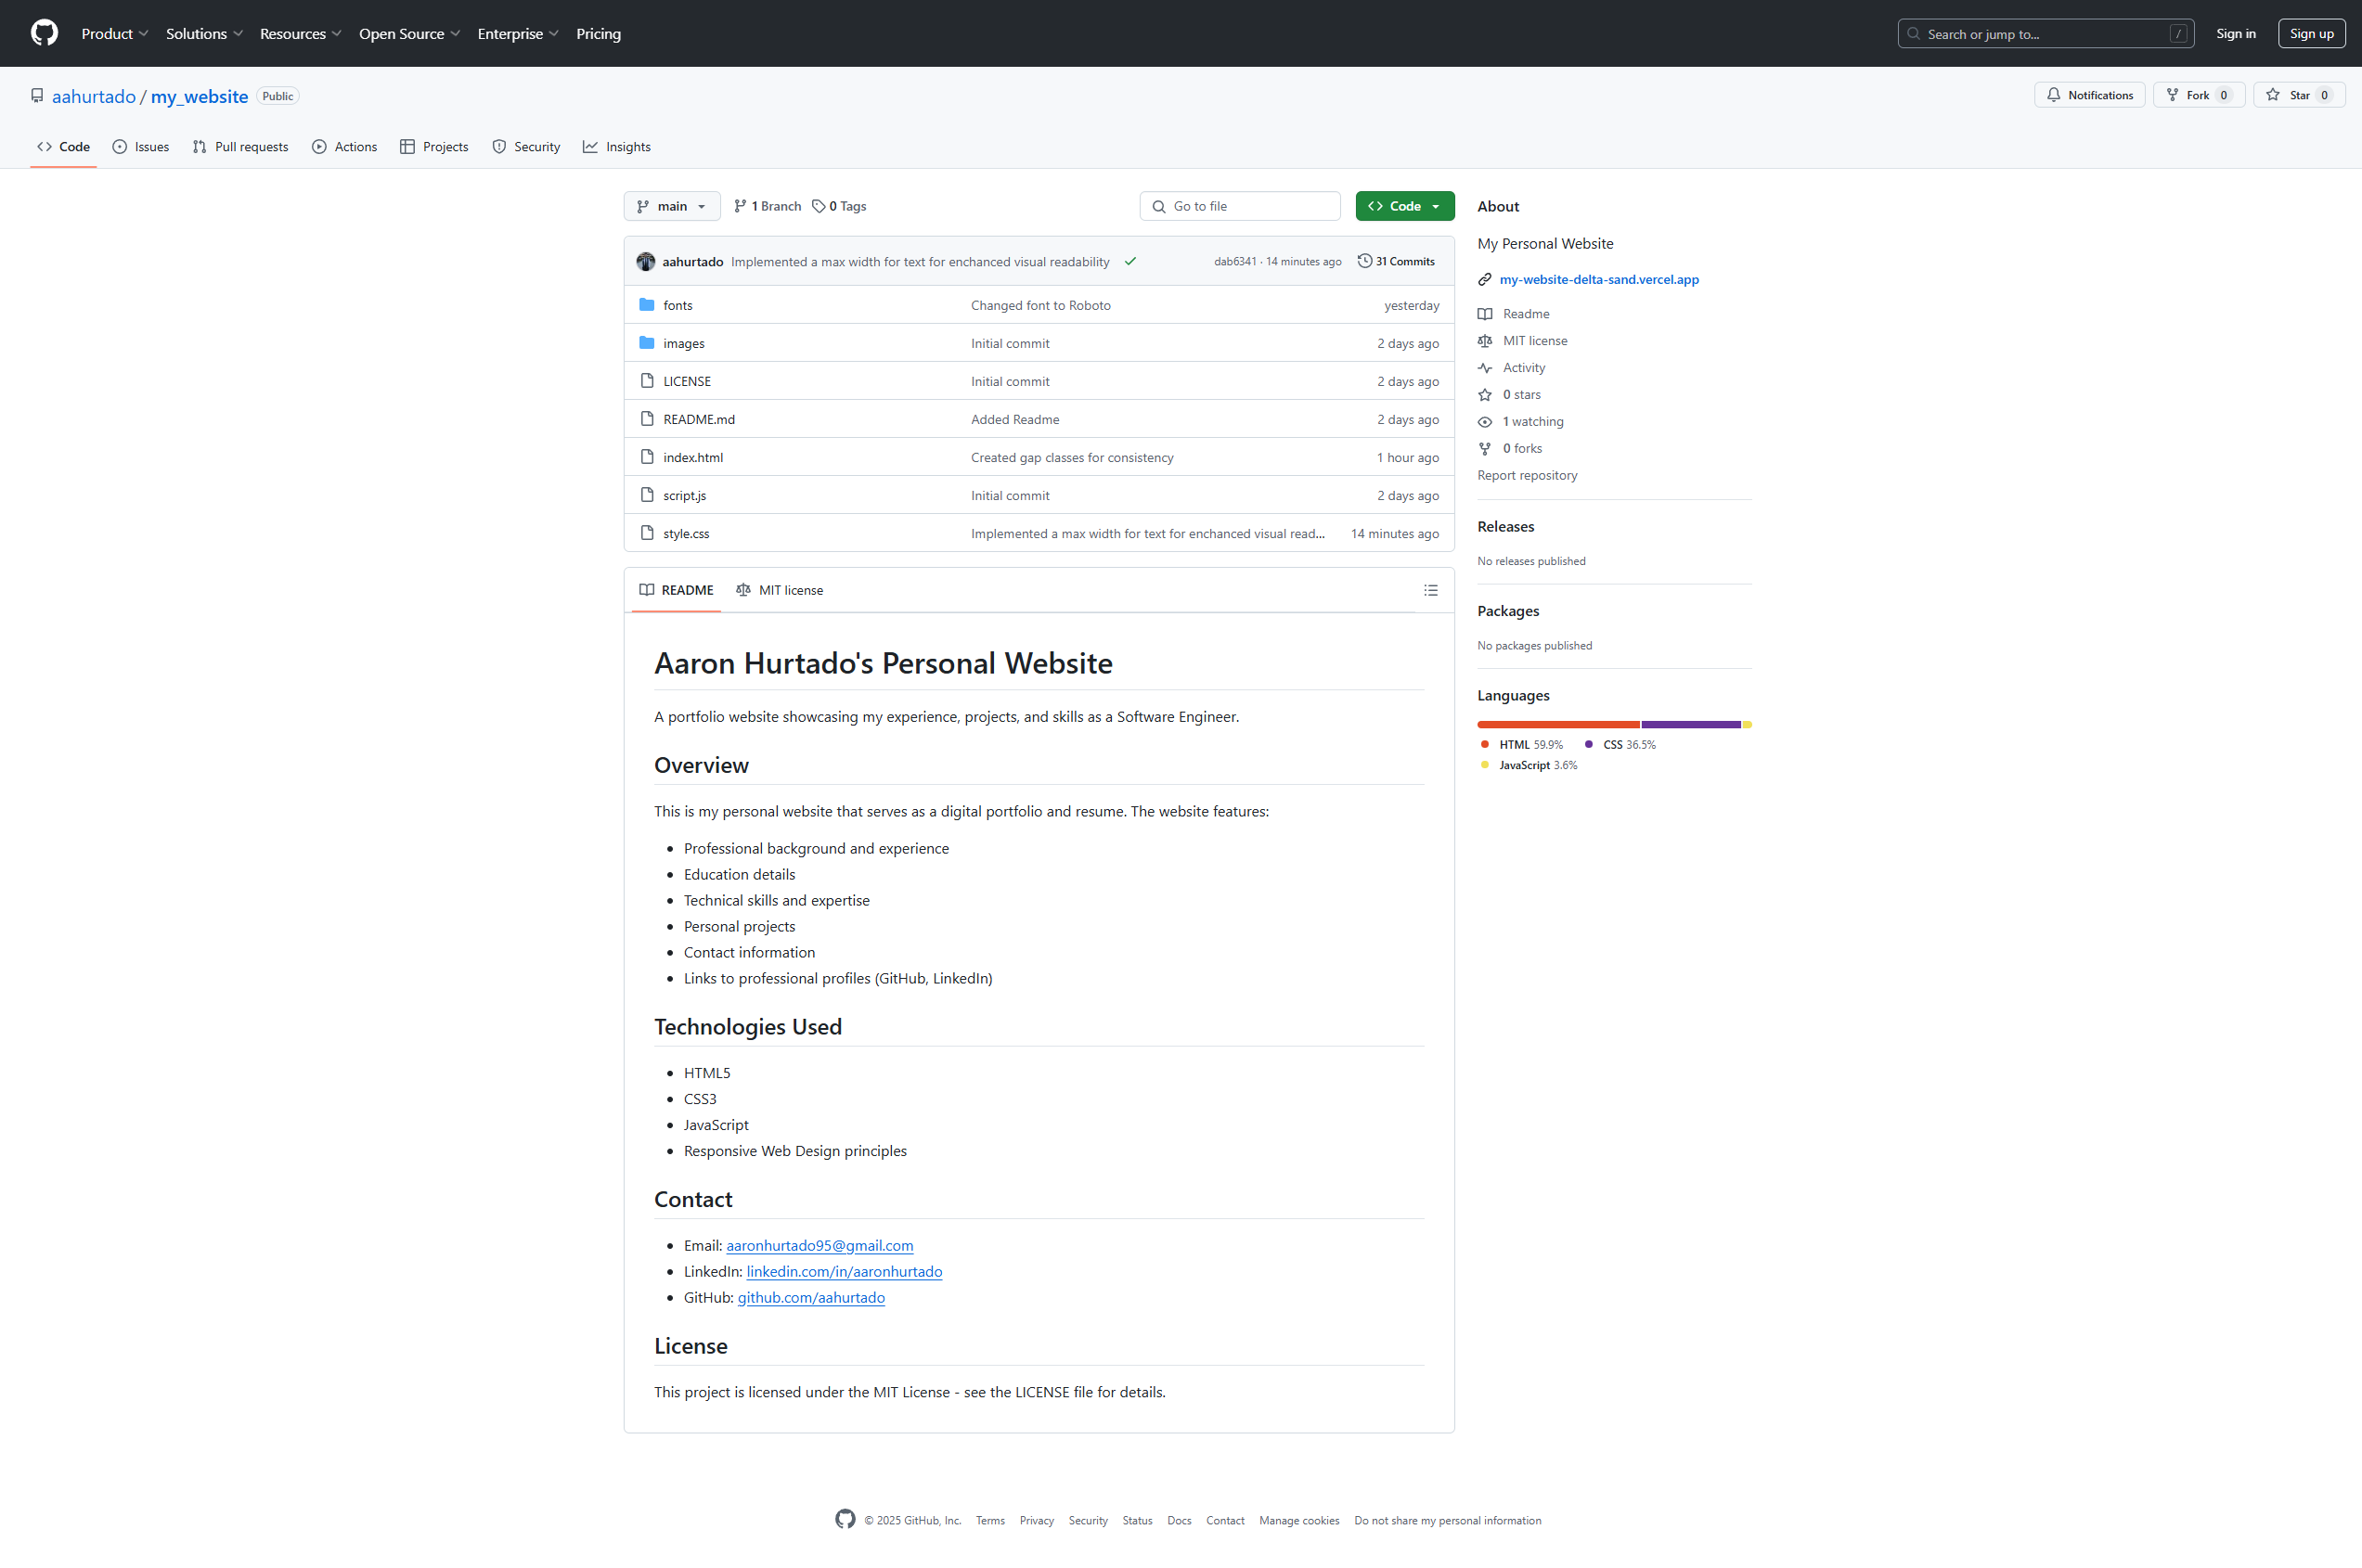 Product Solutions Resources Open Source Enterprise Pricing Search or jump to... / Sign in Sign up
aahurtado / my_website Public Notifications Fork 0 Star 0
Code Issues Pull requests Actions Projects Security Insights
main 1 Branch 0 Tags Go to file Code
aahurtado Implemented a max width for text for enchanced visual readability dab6341 · 14 minutes ago 31 Commits
fonts Changed font to Roboto yesterday
images Initial commit 2 days ago
LICENSE Initial commit 2 days ago
README.md Added Readme 2 days ago
index.html Created gap classes for consistency 1 hour ago
script.js Initial commit 2 days ago
style.css Implemented a max width for text for enchanced visual read... 14 minutes ago
README MIT license
Aaron Hurtado's Personal Website
A portfolio website showcasing my experience, projects, and skills as a Software Engineer.
Overview
This is my personal website that serves as a digital portfolio and resume. The website features:
Professional background and experience
Education details
Technical skills and expertise
Personal projects
Contact information
Links to professional profiles (GitHub, LinkedIn)
Technologies Used
HTML5
CSS3
JavaScript
Responsive Web Design principles
Contact
Email: aaronhurtado95@gmail.com
LinkedIn: linkedin.com/in/aaronhurtado
GitHub: github.com/aahurtado
License
This project is licensed under the MIT License - see the LICENSE file for details.
About
My Personal Website
my-website-delta-sand.vercel.app
Readme
MIT license
Activity
0 stars
1 watching
0 forks
Report repository
Releases
No releases published
Packages
No packages published
Languages
HTML 59.9% CSS 36.5%
JavaScript 3.6%
© 2025 GitHub, Inc. Terms Privacy Security Status Docs Contact Manage cookies Do not share my personal information